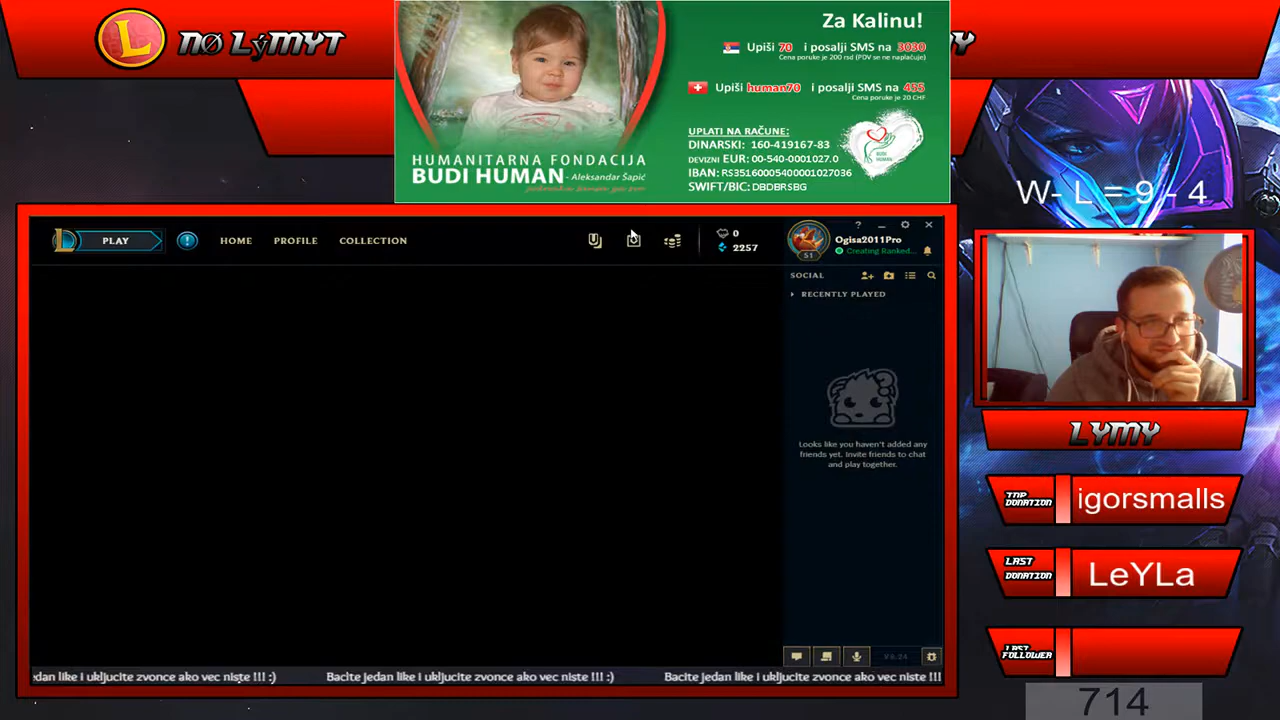 NØ LýMYT
Za Kalinu!
Upiši 70 i posalji SMS na 3030
Cena poruke je 200 rsd (PDV se ne naplaćuje)
Upiši human70 i posalji SMS na 455
Cena poruke je 20 CHF
UPLATI NA RAČUNE:
DINARSKI: 160-419167-83
DEVIZNI EUR: 00-540-0001027.0
IBAN: RS35160005400001027036
SWIFT/BIC: DBDBRSBG
BUDI HUMAN
HUMANITARNA FONDACIJA
BUDI HUMAN - Aleksandar Šapić
W- L = 9 - 4
PLAY
HOME
PROFILE
COLLECTION
0
2257
51
Ogisa2011Pro
Creating Ranked...
SOCIAL
RECENTLY PLAYED
Looks like you haven't added any
friends yet. Invite friends to chat
and play together.
V8.24
LYMY
TOP
DONATION
igorsmalls
LAST
DONATION
LeYLa
LAST
FOLLOWER
714
edan like i ukljucite zvonce ako vec niste !!! :) Bacite jedan like i ukljucite zvonce ako vec niste !!! :) Bacite jedan like i ukljucite zvonce ako vec niste !!!